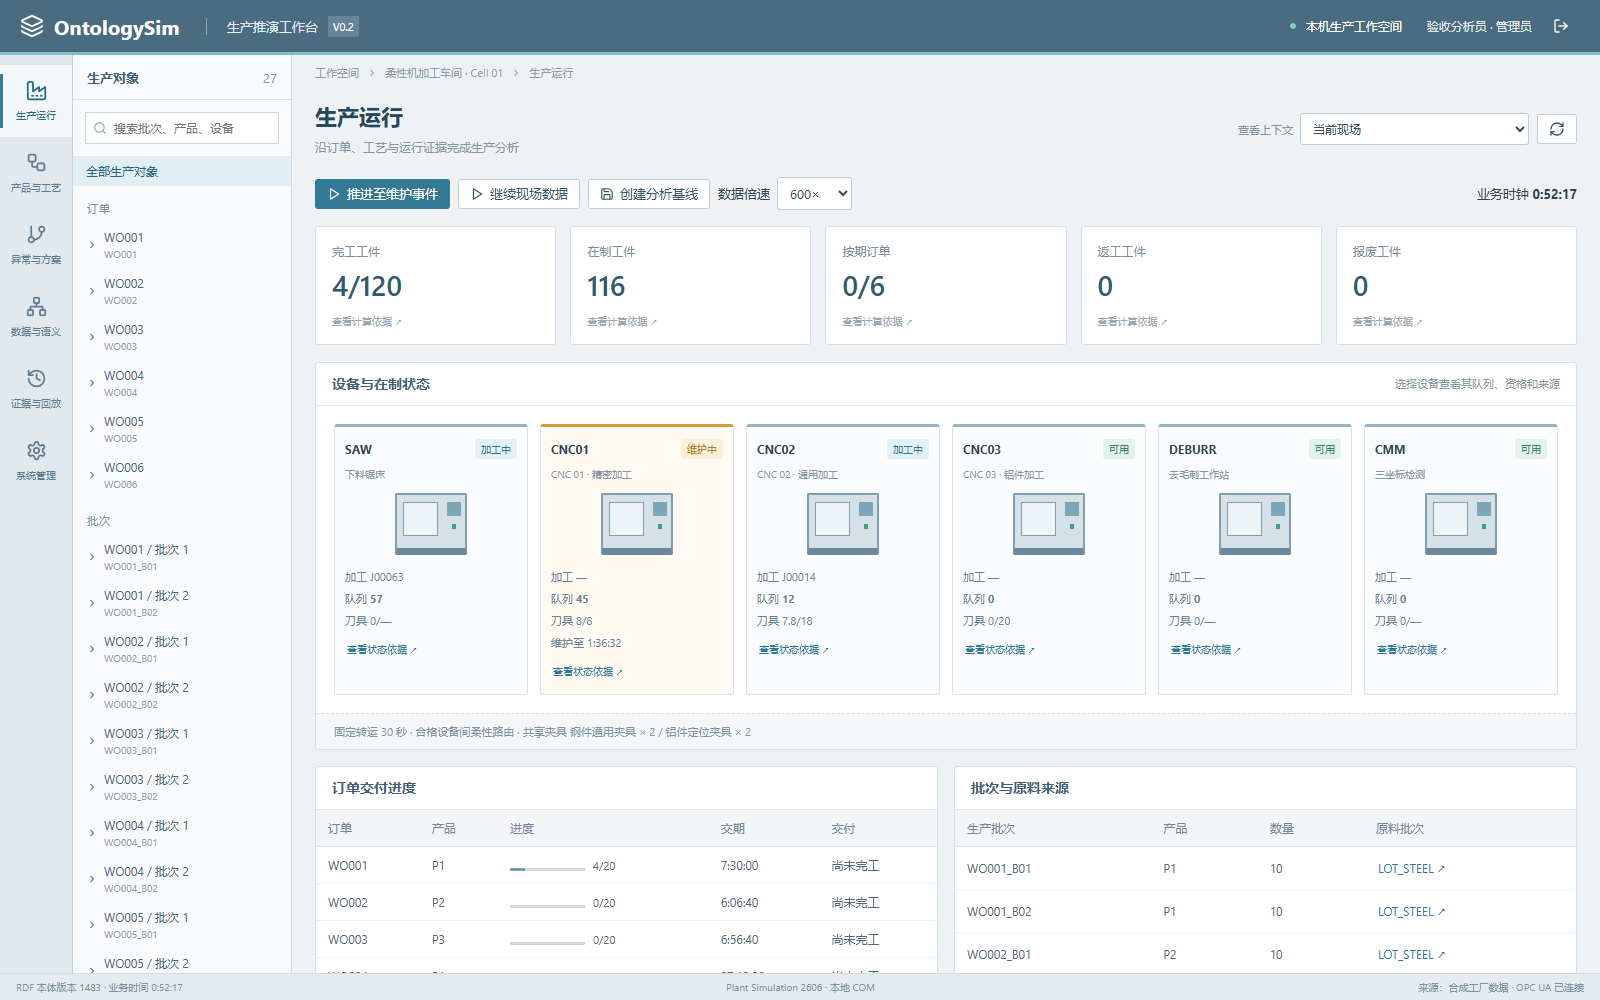 OntologySim
生产推演工作台 V0.2
本机生产工作空间
验收分析员 · 管理员
生产运行
产品与工艺
异常与方案
数据与语义
证据与回放
系统管理
生产对象 27
搜索批次、产品、设备
全部生产对象
订单
WO001
WO001
WO002
WO002
WO003
WO003
WO004
WO004
WO005
WO005
WO006
WO006
批次
WO001 / 批次 1
WO001_B01
WO001 / 批次 2
WO001_B02
WO002 / 批次 1
WO002_B01
WO002 / 批次 2
WO002_B02
WO003 / 批次 1
WO003_B01
WO003 / 批次 2
WO003_B02
WO004 / 批次 1
WO004_B01
WO004 / 批次 2
WO004_B02
WO005 / 批次 1
WO005_B01
WO005 / 批次 2
工作空间 > 柔性机加工车间 · Cell 01 > 生产运行
生产运行
沿订单、工艺与运行证据完成生产分析
查看上下文 当前现场
推进至维护事件
继续现场数据
创建分析基线
数据倍速 600×
业务时钟 0:52:17
完工工件
4/120
查看计算依据 ↗
在制工件
116
查看计算依据 ↗
按期订单
0/6
查看计算依据 ↗
返工工件
0
查看计算依据 ↗
报废工件
0
查看计算依据 ↗
设备与在制状态
选择设备查看其队列、资格和来源
SAW 加工中
下料锯床
加工 J00063
队列 57
刀具 0/—
查看状态依据 ↗
CNC01 维护中
CNC 01 · 精密加工
加工 —
队列 45
刀具 8/8
维护至 1:36:32
查看状态依据 ↗
CNC02 加工中
CNC 02 · 通用加工
加工 J00014
队列 12
刀具 7.8/18
查看状态依据 ↗
CNC03 可用
CNC 03 · 铝件加工
加工 —
队列 0
刀具 0/20
查看状态依据 ↗
DEBURR 可用
去毛刺工作站
加工 —
队列 0
刀具 0/—
查看状态依据 ↗
CMM 可用
三坐标检测
加工 —
队列 0
刀具 0/—
查看状态依据 ↗
固定转运 30 秒 · 合格设备间柔性路由 · 共享夹具 钢件通用夹具 × 2 / 铝件定位夹具 × 2
订单交付进度
订单 产品 进度 交期 交付
WO001 P1 4/20 7:30:00 尚未完工
WO002 P2 0/20 6:06:40 尚未完工
WO003 P3 0/20 6:56:40 尚未完工
批次与原料来源
生产批次 产品 数量 原料批次
WO001_B01 P1 10 LOT_STEEL ↗
WO001_B02 P1 10 LOT_STEEL ↗
WO002_B01 P2 10 LOT_STEEL ↗
RDF 本体版本 1483 · 业务时间 0:52:17
Plant Simulation 2606 · 本地 COM
来源：合成工厂数据 · OPC UA 已连接